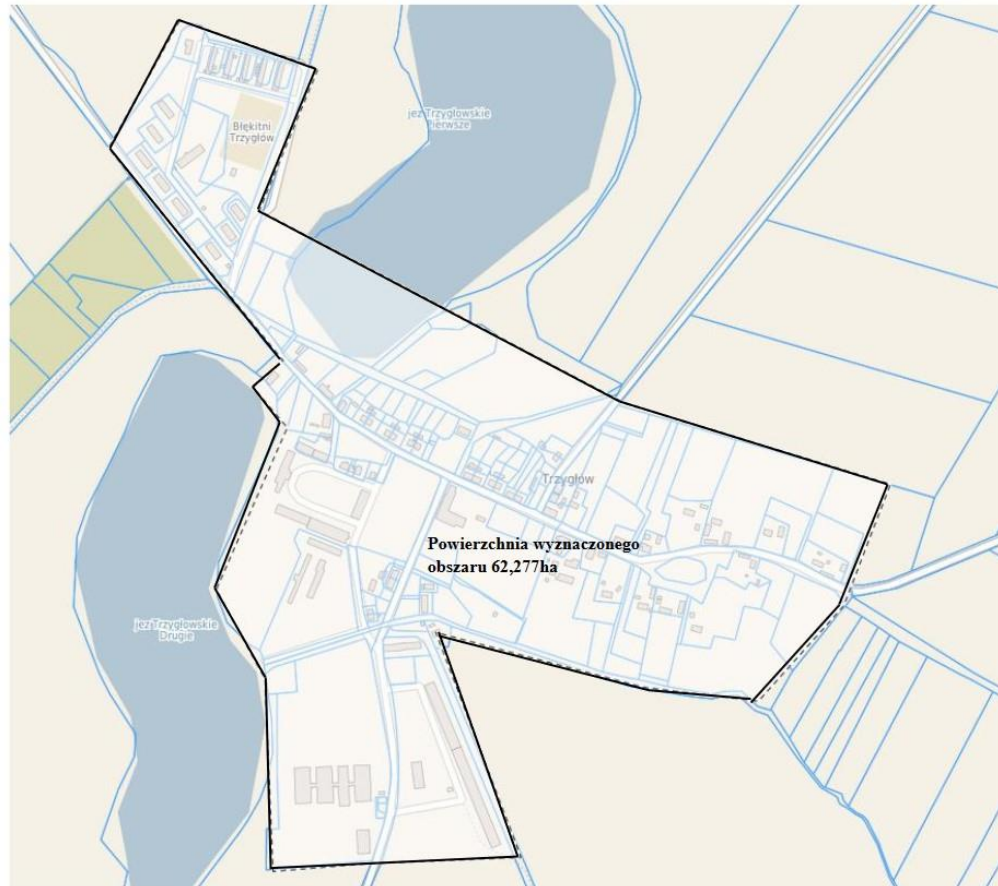 jez Trzygłowskie
Pierwsze
Błękitni
Trzygłów
Trzygłów
Powierzchnia wyznaczonego
obszaru 62,277ha
jez Trzygłowskie
Drugie